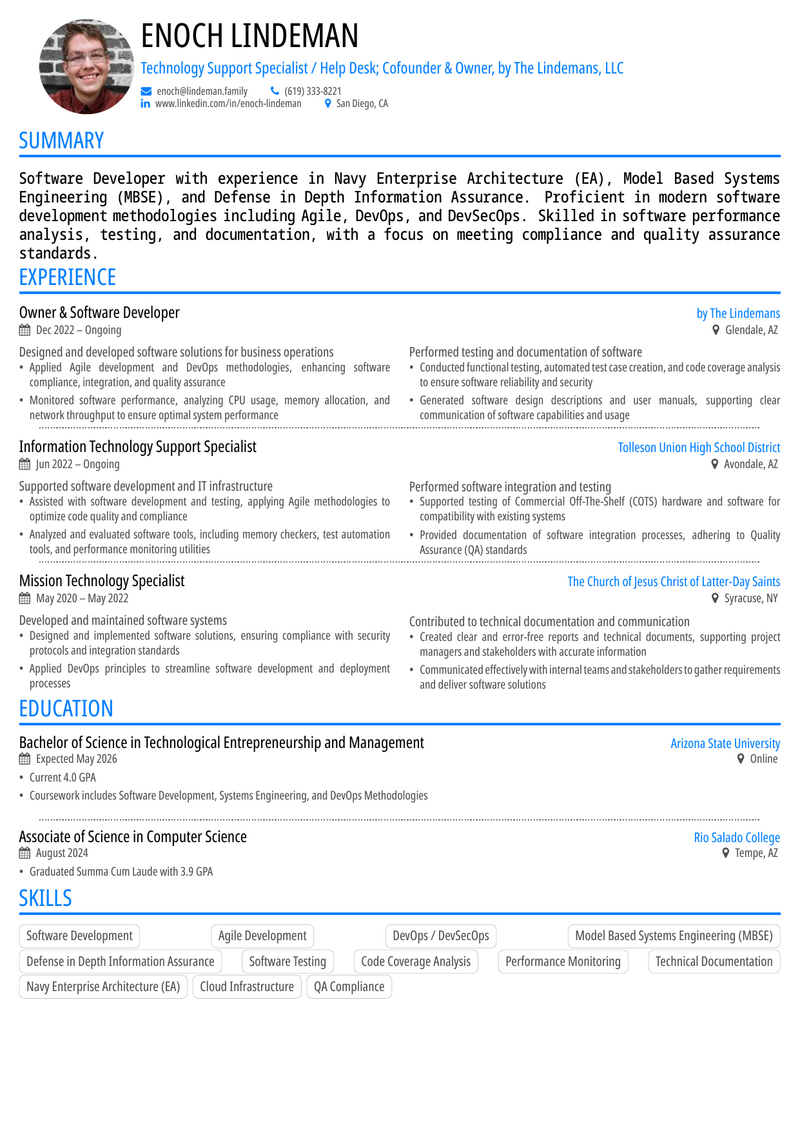 ENOCH LINDEMAN
Technology Support Specialist / Help Desk; Cofounder & Owner, by The Lindemans, LLC
enoch@lindeman.family (619) 333-8221
www.linkedin.com/in/enoch-lindeman San Diego, CA
SUMMARY
Software Developer with experience in Navy Enterprise Architecture (EA), Model Based Systems
Engineering (MBSE), and Defense in Depth Information Assurance. Proficient in modern software
development methodologies including Agile, DevOps, and DevSecOps. Skilled in software performance
analysis, testing, and documentation, with a focus on meeting compliance and quality assurance
standards.
EXPERIENCE
Owner & Software Developer by The Lindemans
Dec 2022 – Ongoing Glendale, AZ
Designed and developed software solutions for business operations
• Applied Agile development and DevOps methodologies, enhancing software
compliance, integration, and quality assurance
• Monitored software performance, analyzing CPU usage, memory allocation, and
network throughput to ensure optimal system performance
Performed testing and documentation of software
• Conducted functional testing, automated test case creation, and code coverage analysis
to ensure software reliability and security
• Generated software design descriptions and user manuals, supporting clear
communication of software capabilities and usage
Information Technology Support Specialist Tolleson Union High School District
Jun 2022 – Ongoing Avondale, AZ
Supported software development and IT infrastructure
• Assisted with software development and testing, applying Agile methodologies to
optimize code quality and compliance
• Analyzed and evaluated software tools, including memory checkers, test automation
tools, and performance monitoring utilities
Performed software integration and testing
• Supported testing of Commercial Off-The-Shelf (COTS) hardware and software for
compatibility with existing systems
• Provided documentation of software integration processes, adhering to Quality
Assurance (QA) standards
Mission Technology Specialist The Church of Jesus Christ of Latter-Day Saints
May 2020 – May 2022 Syracuse, NY
Developed and maintained software systems
• Designed and implemented software solutions, ensuring compliance with security
protocols and integration standards
• Applied DevOps principles to streamline software development and deployment
processes
Contributed to technical documentation and communication
• Created clear and error-free reports and technical documents, supporting project
managers and stakeholders with accurate information
• Communicated effectively with internal teams and stakeholders to gather requirements
and deliver software solutions
EDUCATION
Bachelor of Science in Technological Entrepreneurship and Management Arizona State University
Expected May 2026 Online
• Current 4.0 GPA
• Coursework includes Software Development, Systems Engineering, and DevOps Methodologies
Associate of Science in Computer Science Rio Salado College
August 2024 Tempe, AZ
• Graduated Summa Cum Laude with 3.9 GPA
SKILLS
Software Development Agile Development DevOps / DevSecOps Model Based Systems Engineering (MBSE)
Defense in Depth Information Assurance Software Testing Code Coverage Analysis Performance Monitoring Technical Documentation
Navy Enterprise Architecture (EA) Cloud Infrastructure QA Compliance